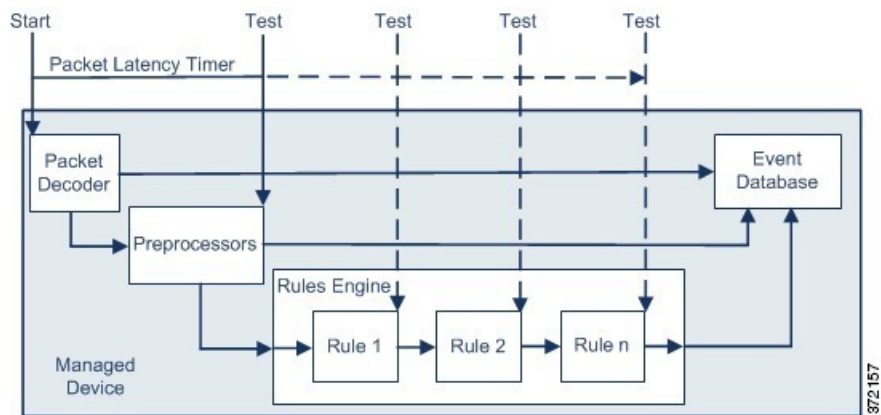 Start Test Test Test Test
Packet Latency Timer
Packet
Decoder
Event
Database
Preprocessors
Rules Engine
Rule 1 Rule 2 Rule n
Managed
Device
372157